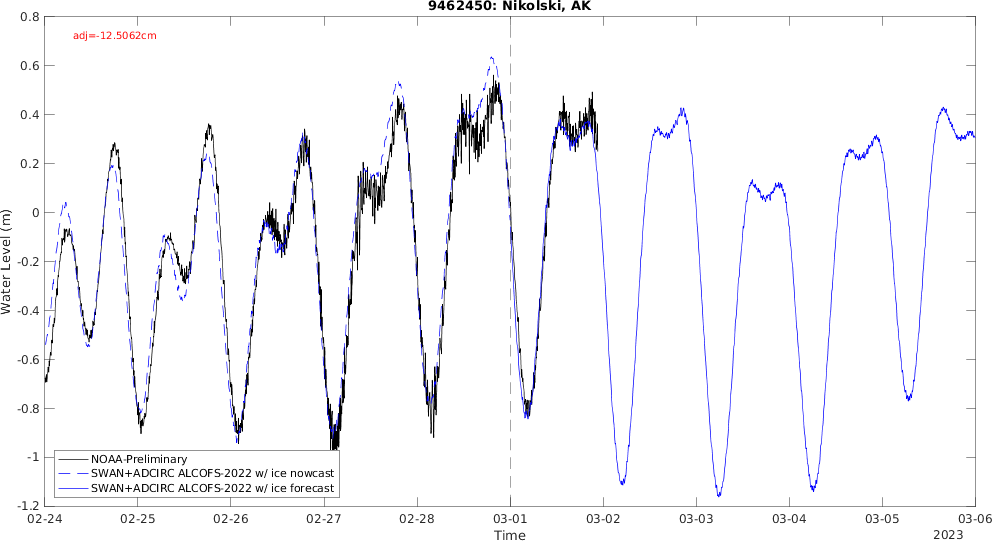 9462450: Nikolski, AK
adj=-12.5062cm
Water Level (m)
0.8
0.6
0.4
0.2
0
-0.2
-0.4
-0.6
-0.8
-1
-1.2
NOAA-Preliminary
SWAN+ADCIRC ALCOFS-2022 w/ ice nowcast
SWAN+ADCIRC ALCOFS-2022 w/ ice forecast
02-24 02-25 02-26 02-27 02-28 03-01 03-02 03-03 03-04 03-05 03-06
Time
2023